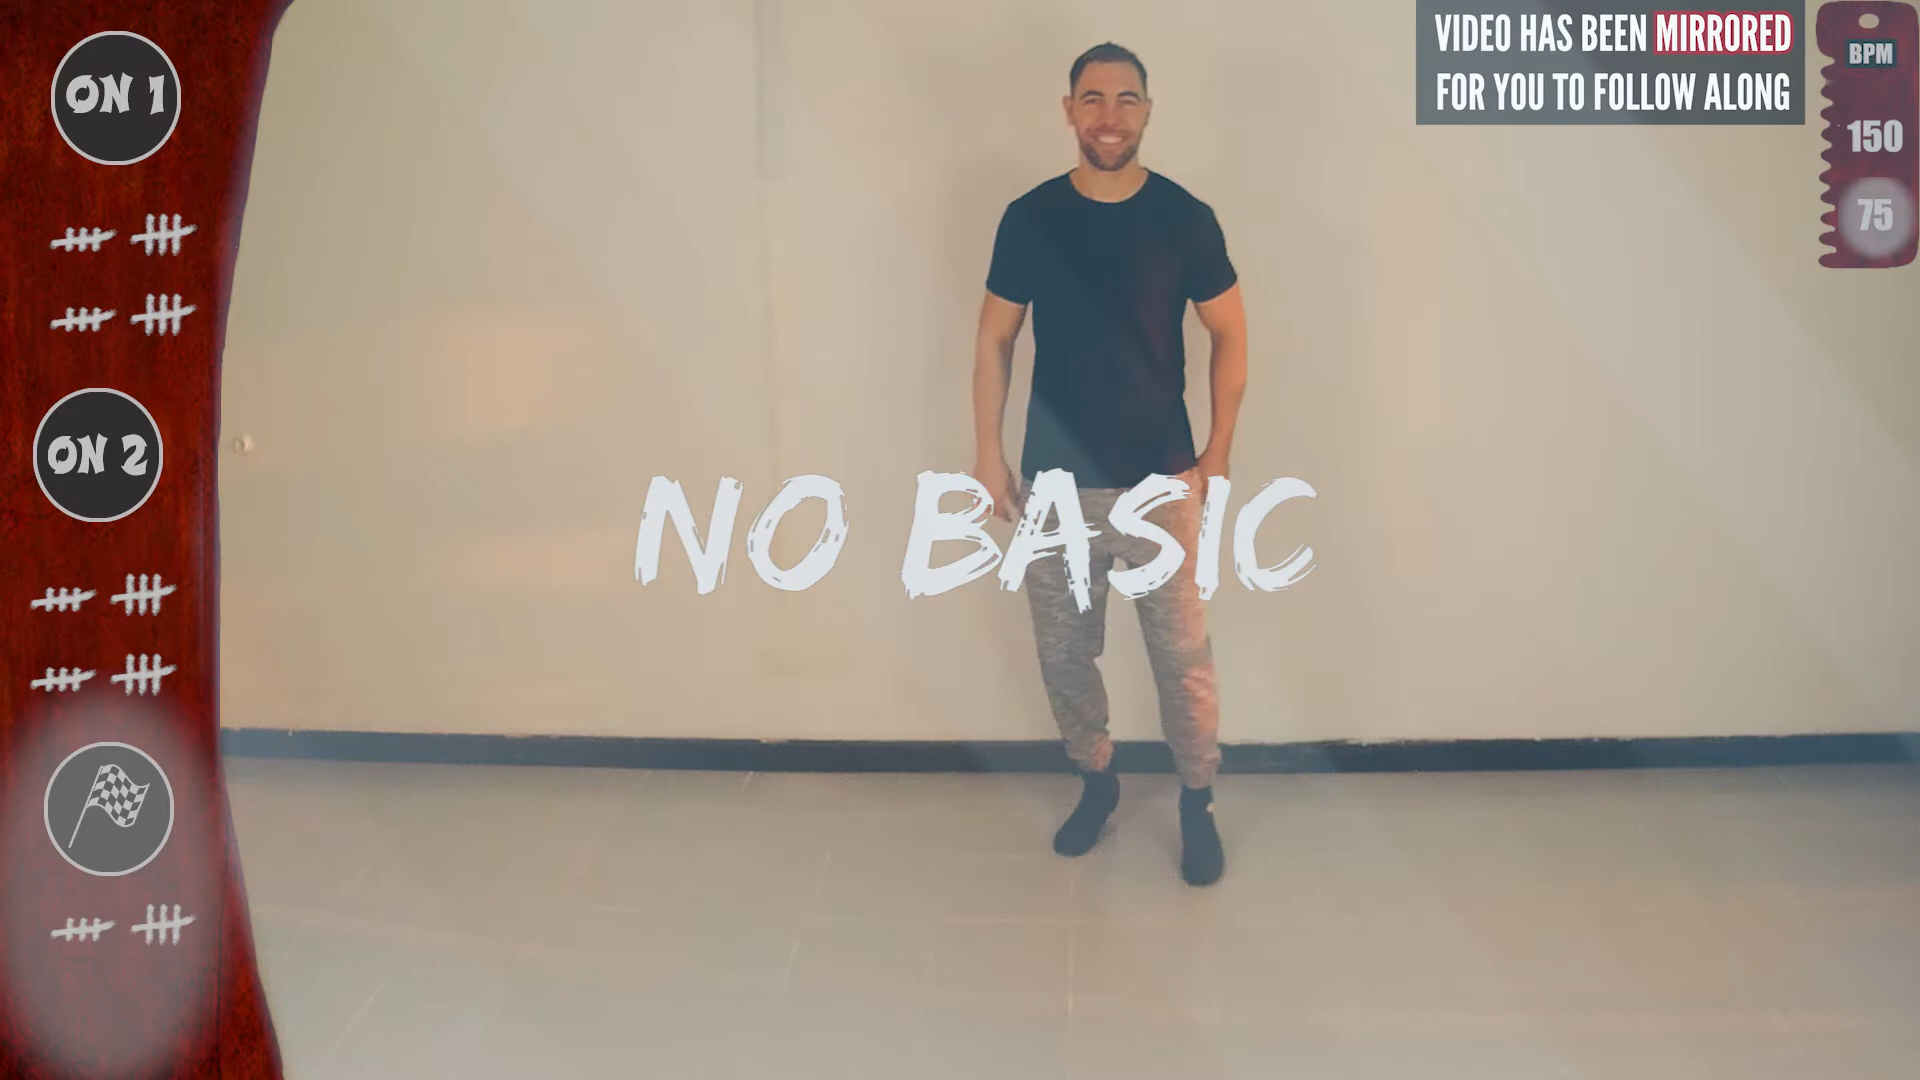 ON 1
VIDEO HAS BEEN MIRRORED
FOR YOU TO FOLLOW ALONG
BPM
150
75
ON 2
NO BASIC